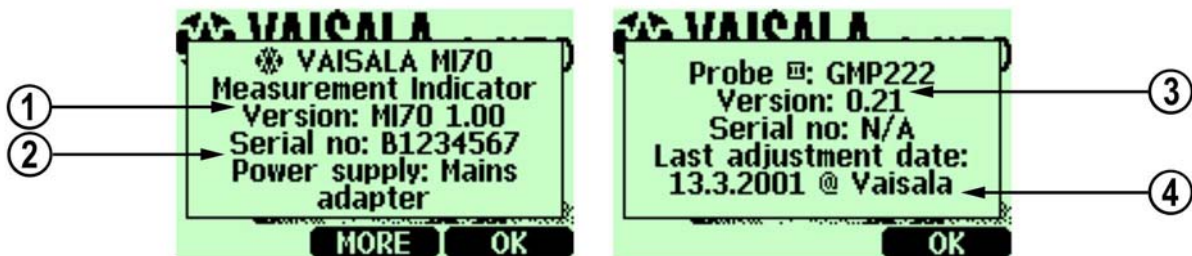 VAISALA
VAISALA MI70
Measurement Indicator
Version: MI70 1.00
Serial no: B1234567
Power supply: Mains
adapter
MORE OK
1
2
VAISALA
Probe III: GMP222
Version: 0.21
Serial no: N/A
Last adjustment date:
13.3.2001 @ Vaisala
OK
3
4